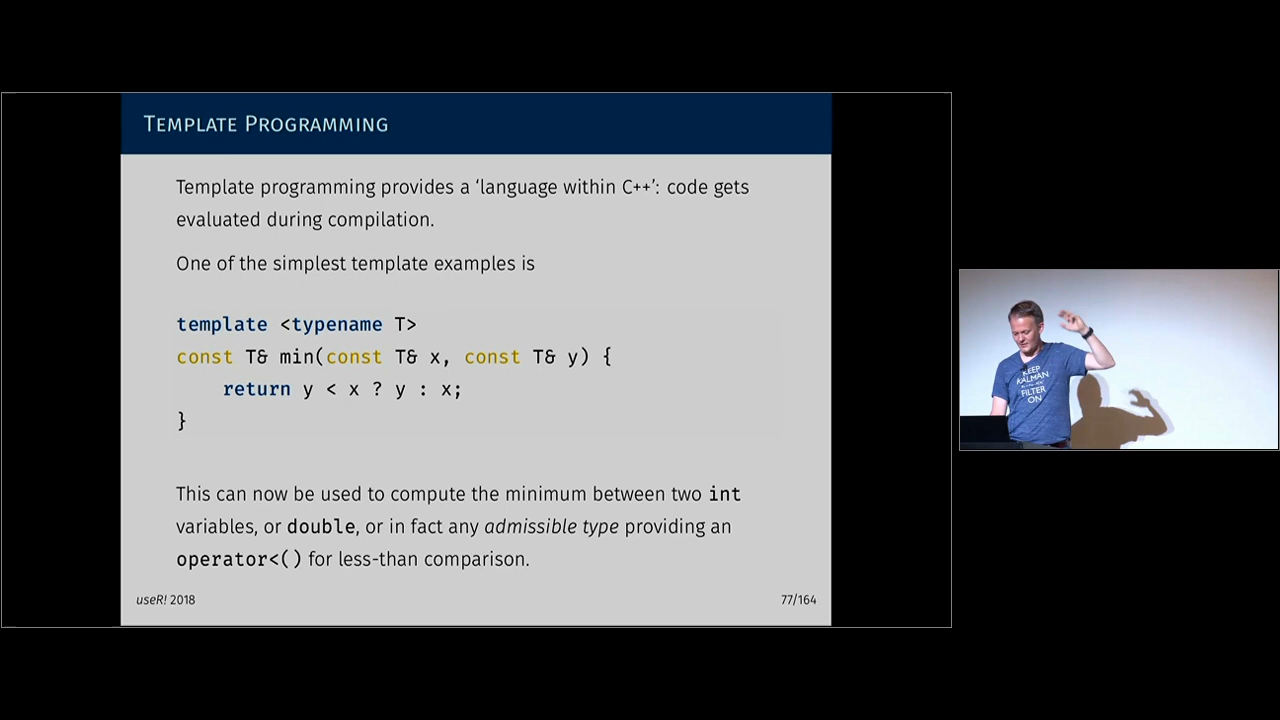 TEMPLATE PROGRAMMING
Template programming provides a ‘language within C++’: code gets
evaluated during compilation.
One of the simplest template examples is
template <typename T>
const T& min(const T& x, const T& y) {
    return y < x ? y : x;
}
This can now be used to compute the minimum between two int
variables, or double, or in fact any admissible type providing an
operator<() for less-than comparison.
useR! 2018
77/164
KEEP
KALMAN
FILTER
ON